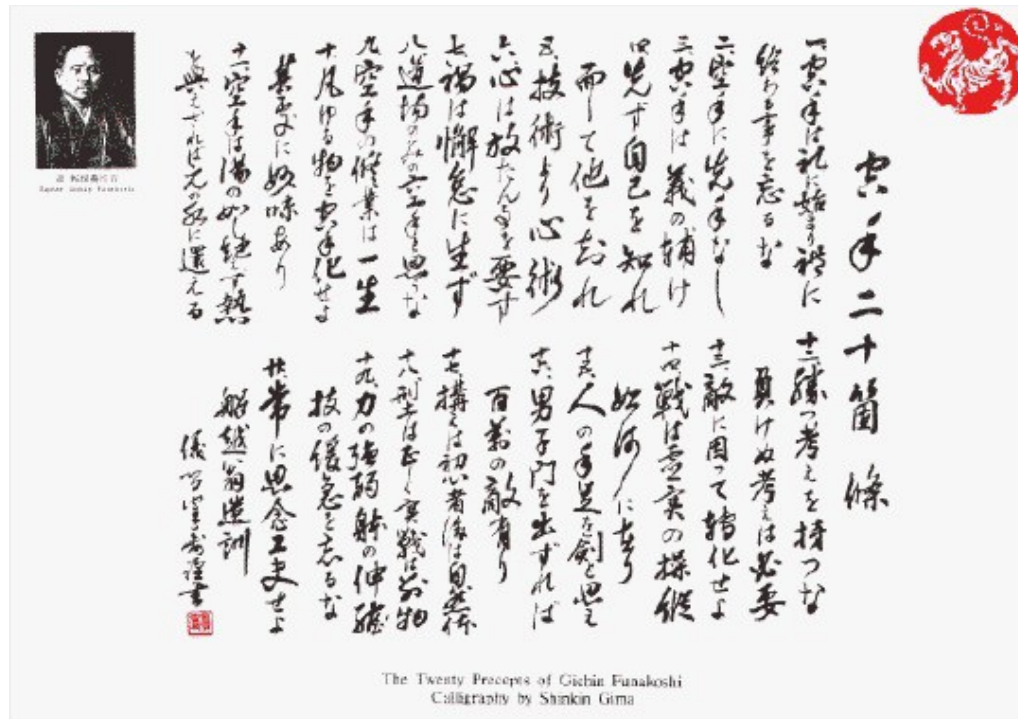 空手二十箇條
一、空手は礼に始まり禮に
終わる事を忘るな
二、空手に先手なし
三、空手は義の補け
四、先ず自己を知れ
而して他を知れ
五、技術より心術
六、心は放たん事を要す
七、禍は懈怠に生ず
八、道場のみの空手と思うな
九、空手の修業は一生
十、凡ゆる物を空手化せよ
其処に妙味あり
十一、空手は湯の如し絶えず熱
を與えざれば元の水に還える
十二、勝つ考えを持つな
負けぬ考えは必要
十三、敵に因って轉化せよ
十四、戦は虚実の操縦
如何に在り
十五、人の手足を剣と思え
十六、男子門を出ずれば
百萬の敵有り
十七、構えは初心者後は自然体
十八、型は正しく実戦は別物
十九、力の強弱躰の伸縮
技の緩急を忘るな
廿、常に思念工夫せよ
船越翁遺訓
Gichin Funakoshi
The Twenty Precepts of Gichin Funakoshi
Calligraphy by Shinkin Gima